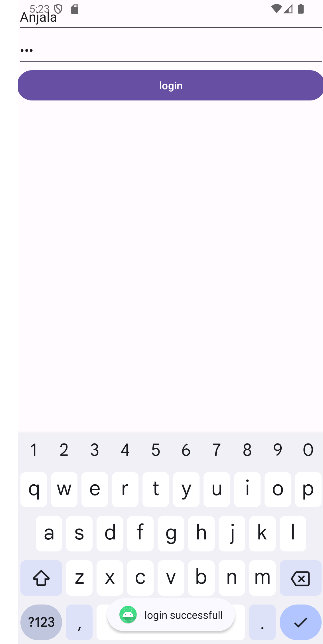 5:23
Anjala
•••
login
1 2 3 4 5 6 7 8 9 0
q w e r t y u i o p
a s d f g h j k l
z x c v b n m
?123 , .
login successfull